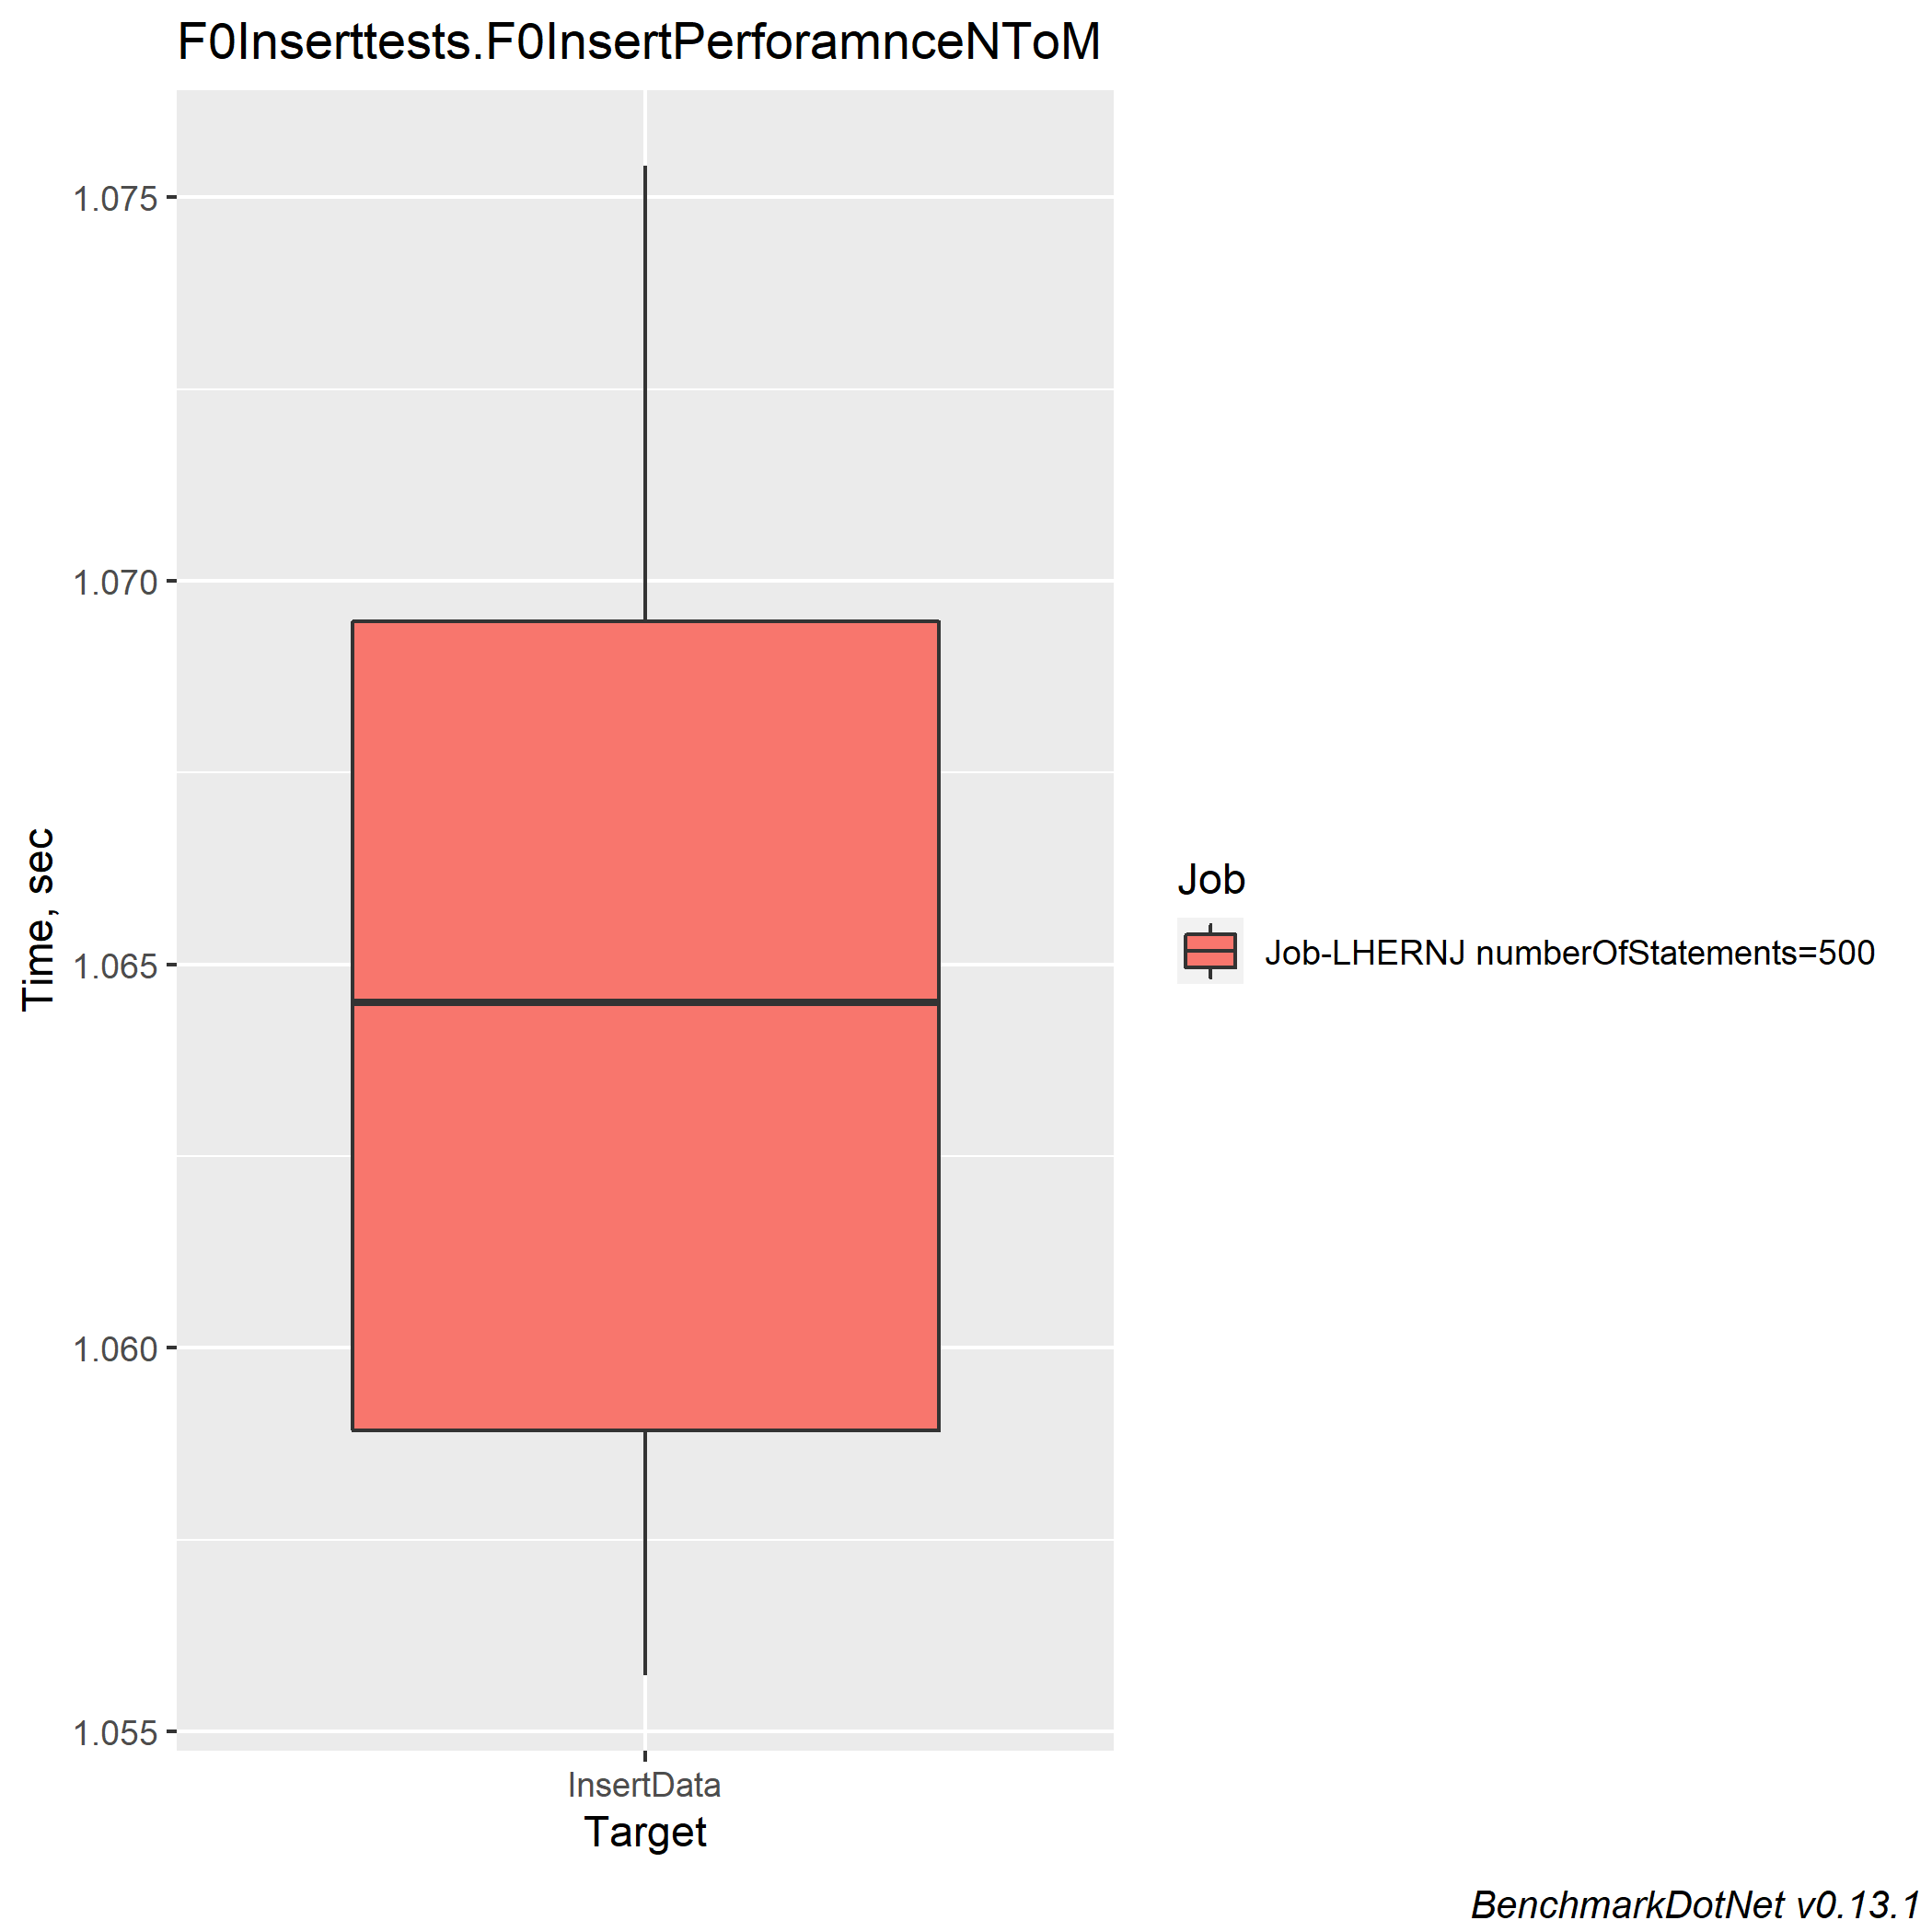 F0Inserttests.F0InsertPerforamnceNToM
Time, sec
1.075
1.070
1.065
1.060
1.055
InsertData
Target
Job
Job-LHERNJ numberOfStatements=500
BenchmarkDotNet v0.13.1